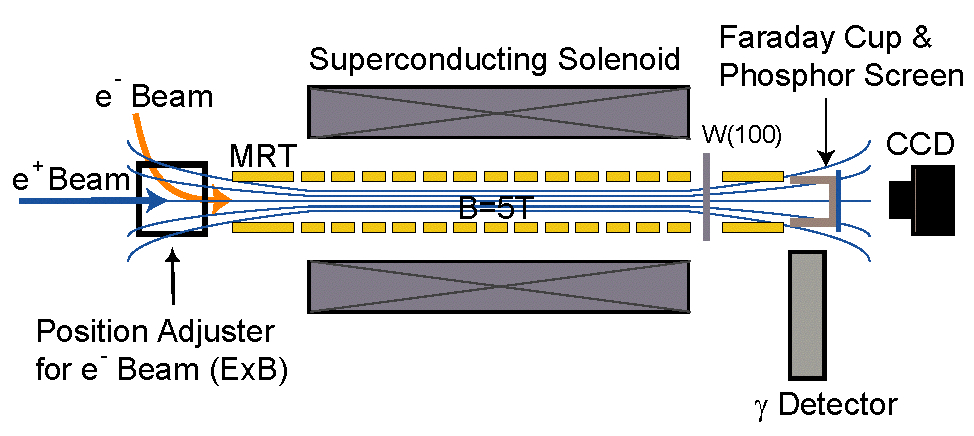 Superconducting Solenoid
Faraday Cup &
Phosphor Screen
e⁻ Beam
W(100)
CCD
MRT
e⁺Beam
B=5T
Position Adjuster
for e⁻ Beam (ExB)
γ Detector